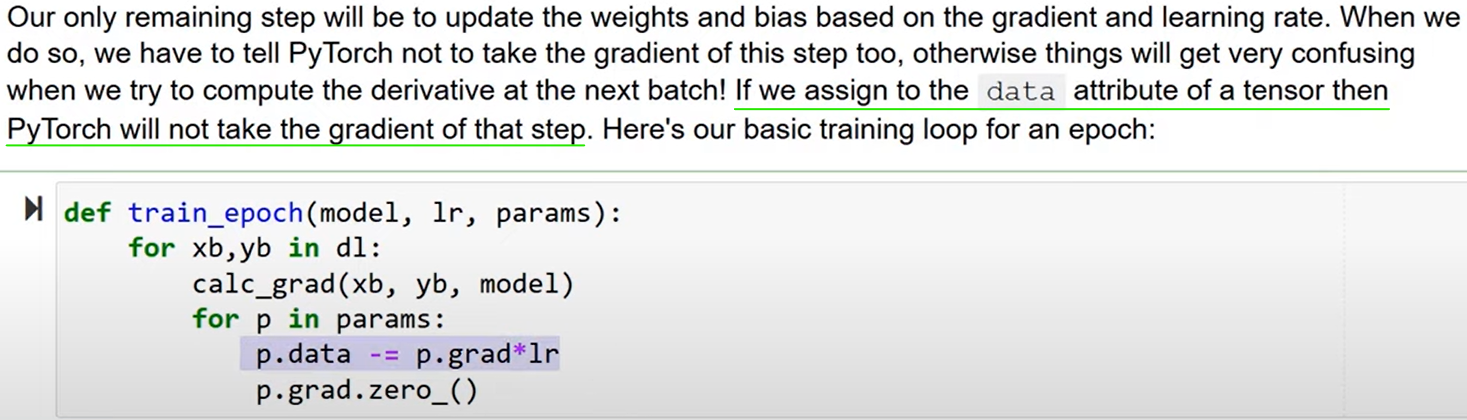 Our only remaining step will be to update the weights and bias based on the gradient and learning rate. When we
do so, we have to tell PyTorch not to take the gradient of this step too, otherwise things will get very confusing
when we try to compute the derivative at the next batch! If we assign to the data attribute of a tensor then
PyTorch will not take the gradient of that step. Here's our basic training loop for an epoch:
def train_epoch(model, lr, params):
    for xb,yb in dl:
        calc_grad(xb, yb, model)
        for p in params:
            p.data -= p.grad*lr
            p.grad.zero_()